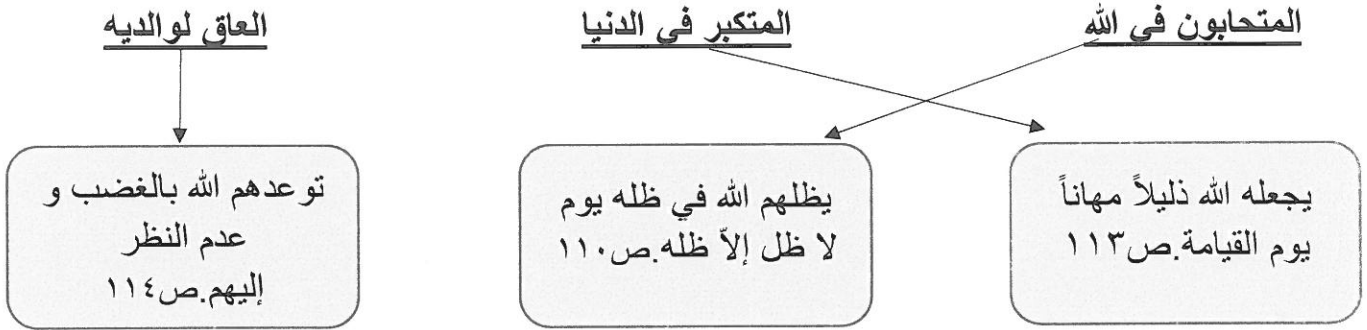 المتحابون في الله
المتكبر في الدنيا
العاق لوالديه
يجعله الله ذليلاً مهاناً
يوم القيامة.ص١١٣
يظلهم الله في ظله يوم
لا ظل إلاّ ظله.ص١١٠
توعدهم الله بالغضب و
عدم النظر
إليهم.ص١١٤